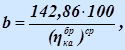 b = 142,86·100 / (η_ка^бр)^ср ,